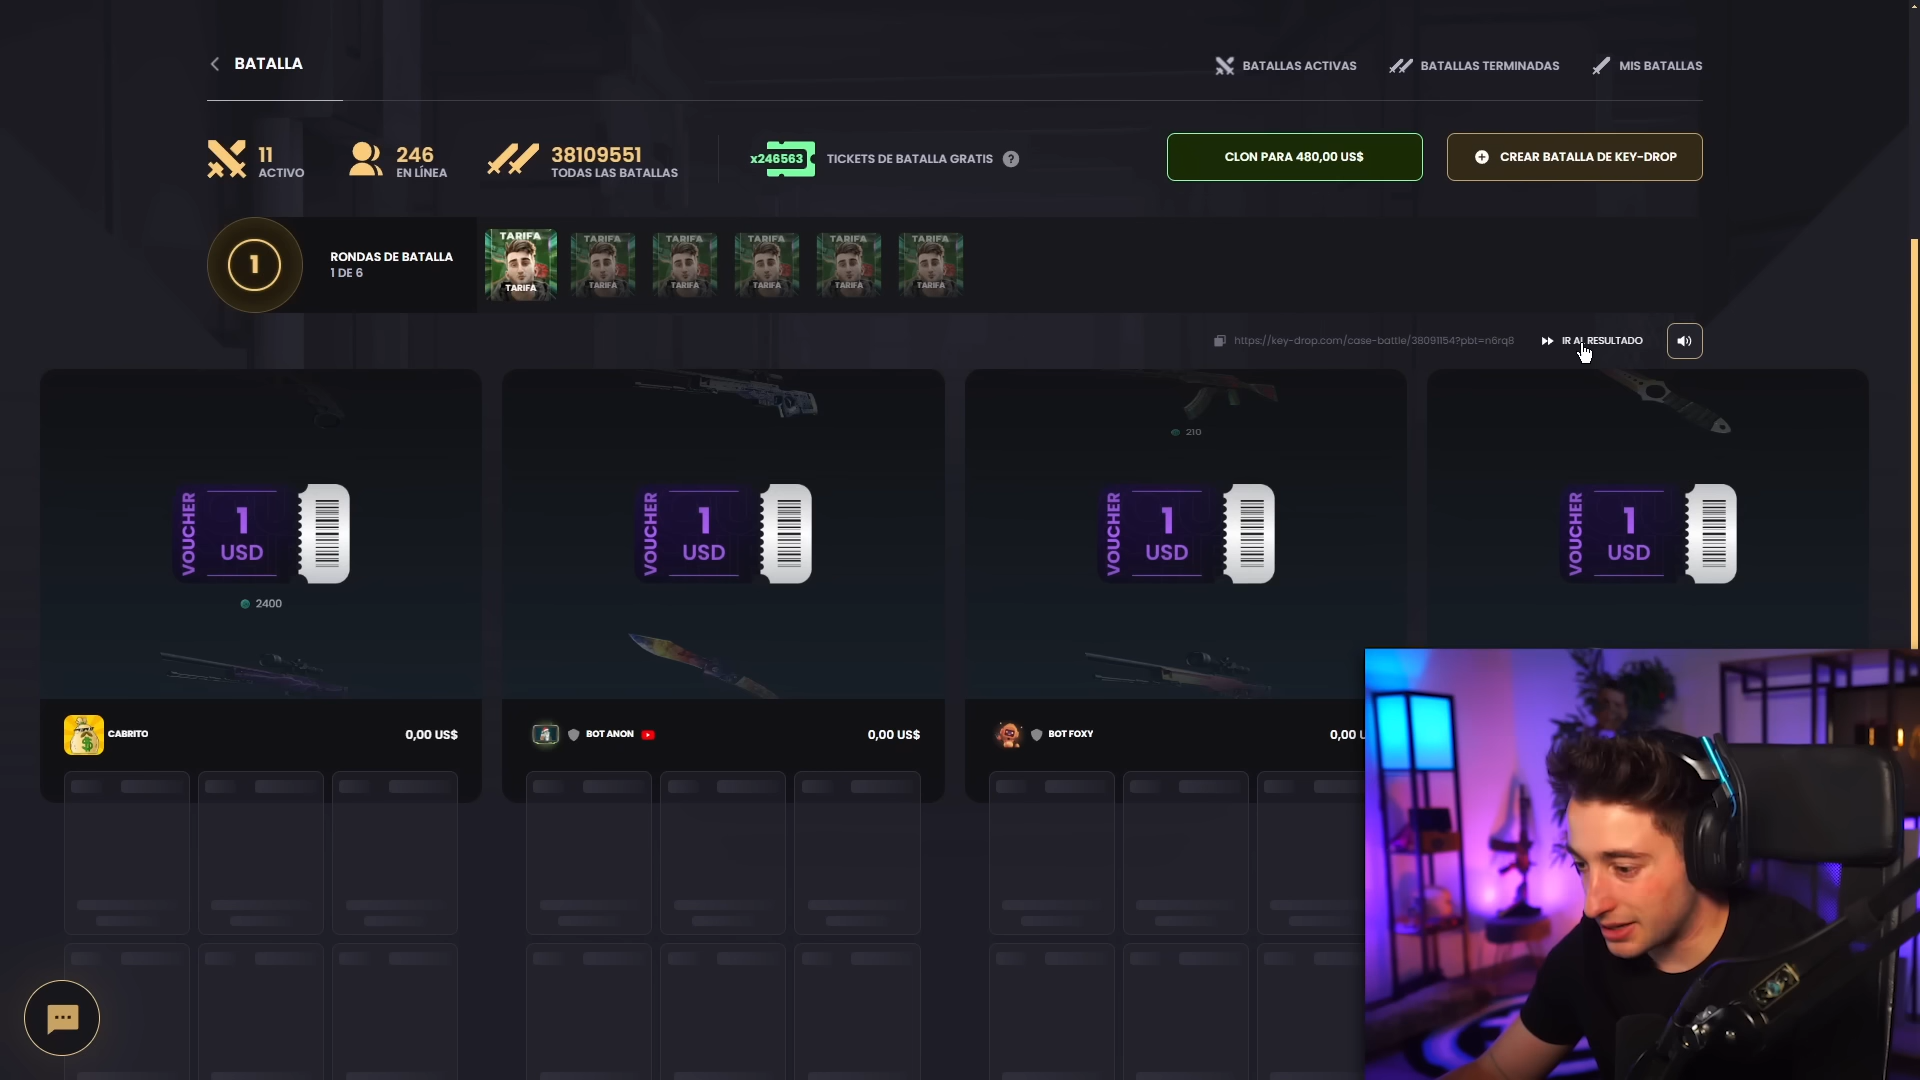 BATALLA
BATALLAS ACTIVAS
BATALLAS TERMINADAS
MIS BATALLAS
11
ACTIVO
246
EN LÍNEA
38109551
TODAS LAS BATALLAS
x246563
TICKETS DE BATALLA GRATIS
?
CLON PARA 480,00 US$
CREAR BATALLA DE KEY-DROP
1
RONDAS DE BATALLA
1 DE 6
TARIFA
TARIFA
TARIFA
TARIFA
TARIFA
TARIFA
TARIFA
TARIFA
TARIFA
TARIFA
TARIFA
TARIFA
https://key-drop.com/case-battle/38091154?pbt=n6rq8
IR AL RESULTADO
210
VOUCHER
1
USD
VOUCHER
1
USD
VOUCHER
1
USD
VOUCHER
1
USD
2400
CABRITO
0,00 US$
BOT ANON
0,00 US$
BOT FOXY
0,00 U